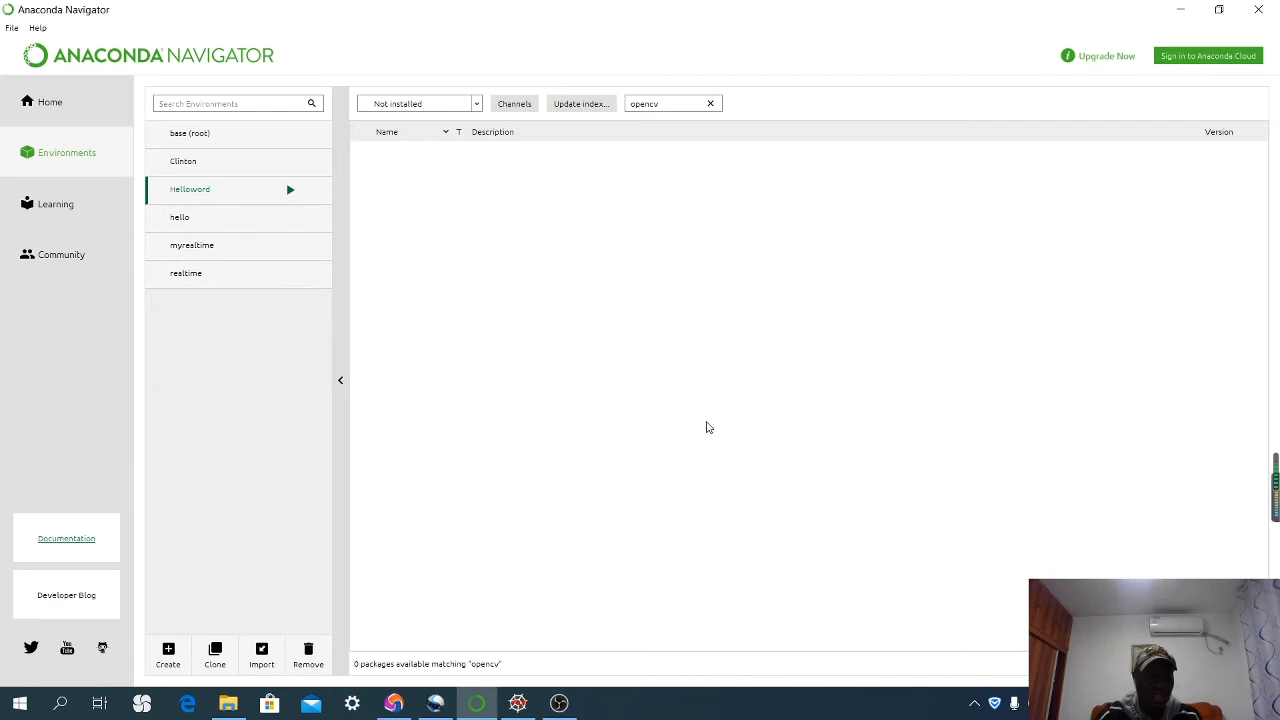 Anaconda Navigator
File Help
ANACONDA NAVIGATOR
Upgrade Now
Sign in to Anaconda Cloud
Home
Environments
Learning
Community
Documentation
Developer Blog
You Tube
Search Environments
base (root)
Clinton
Helloword
hello
myrealtime
realtime
Create
Clone
Import
Remove
Not installed
Channels
Update index...
opencv
Name T Description Version
0 packages available matching "opencv"